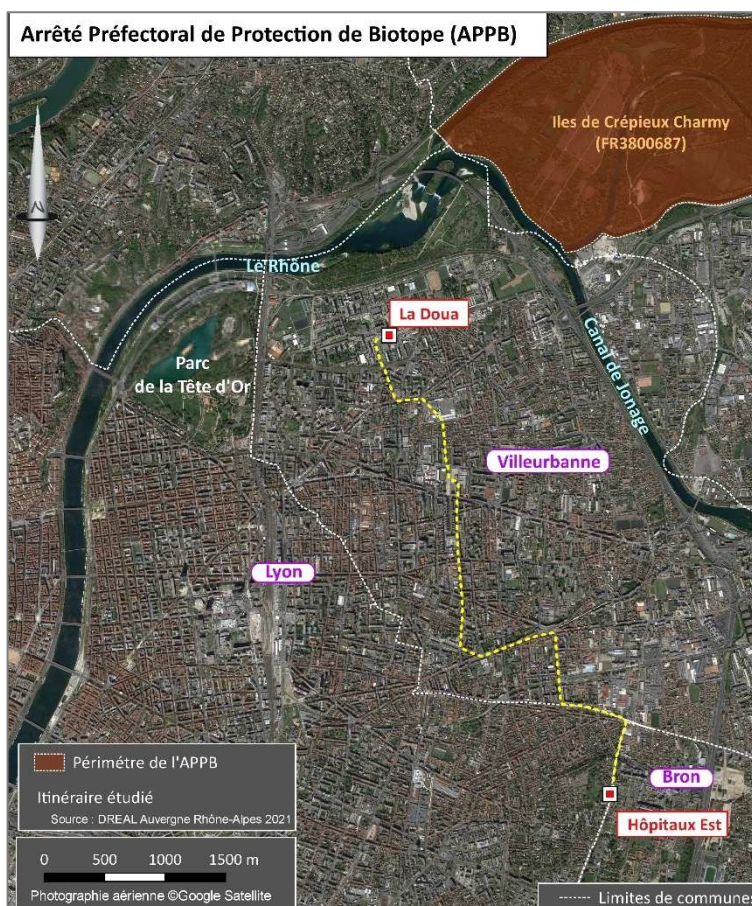 Arrêté Préfectoral de Protection de Biotope (APPB)
Iles de Crépieux Charmy
(FR3800687)
Le Rhône
La Doua
Parc
de la Tête d'Or
Canal de Jonage
Villeurbanne
Lyon
Périmétre de l'APPB
Itinéraire étudié
Source : DREAL Auvergne Rhône-Alpes 2021
Bron
Hôpitaux Est
0 500 1000 1500 m
Photographie aérienne ©Google Satellite
Limites de commune